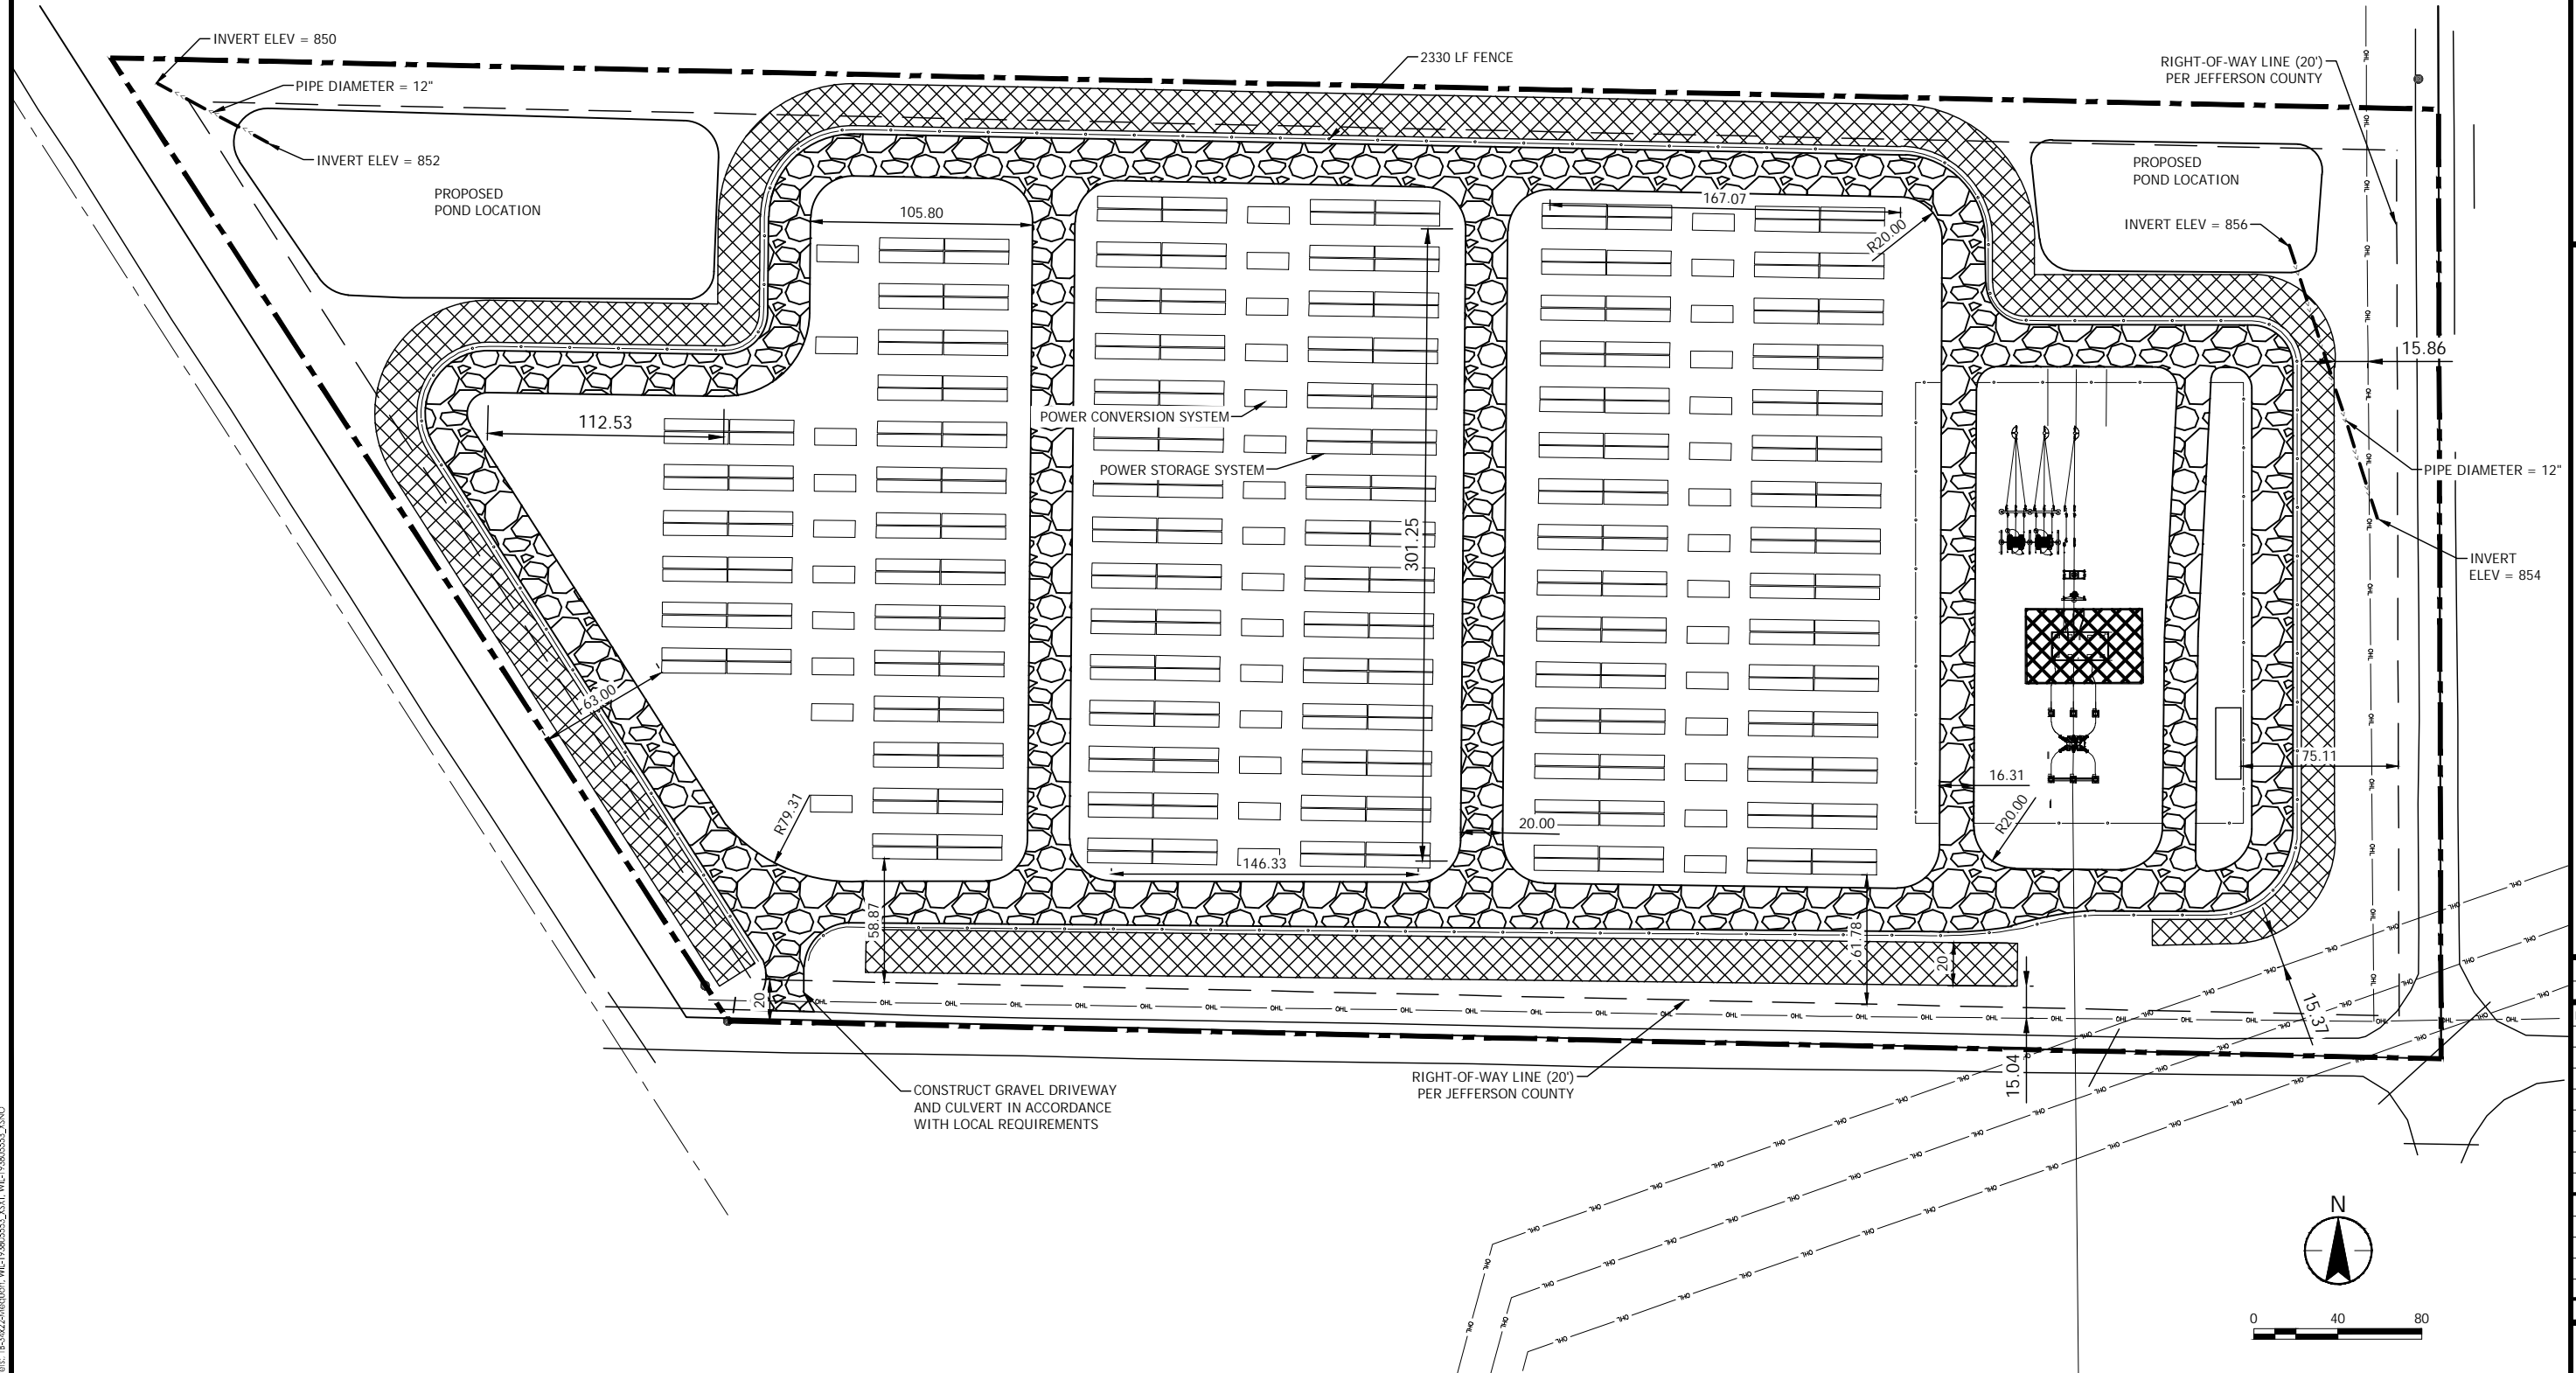 INVERT ELEV = 850
2330 LF FENCE
RIGHT-OF-WAY LINE (20')
PER JEFFERSON COUNTY
PIPE DIAMETER = 12"
INVERT ELEV = 852
PROPOSED
POND LOCATION
PROPOSED
POND LOCATION
105.80
167.07
R20.00
INVERT ELEV = 856
15.86
112.53
POWER CONVERSION SYSTEM
POWER STORAGE SYSTEM
PIPE DIAMETER = 12"
301.25
INVERT
ELEV = 854
63.00
75.11
16.31
R79.31
R20.00
20.00
146.33
58.87
61.78
20
20
15.37
15.04
OHL
CONSTRUCT GRAVEL DRIVEWAY
AND CULVERT IN ACCORDANCE
WITH LOCAL REQUIREMENTS
RIGHT-OF-WAY LINE (20')
PER JEFFERSON COUNTY
N
0 40 80